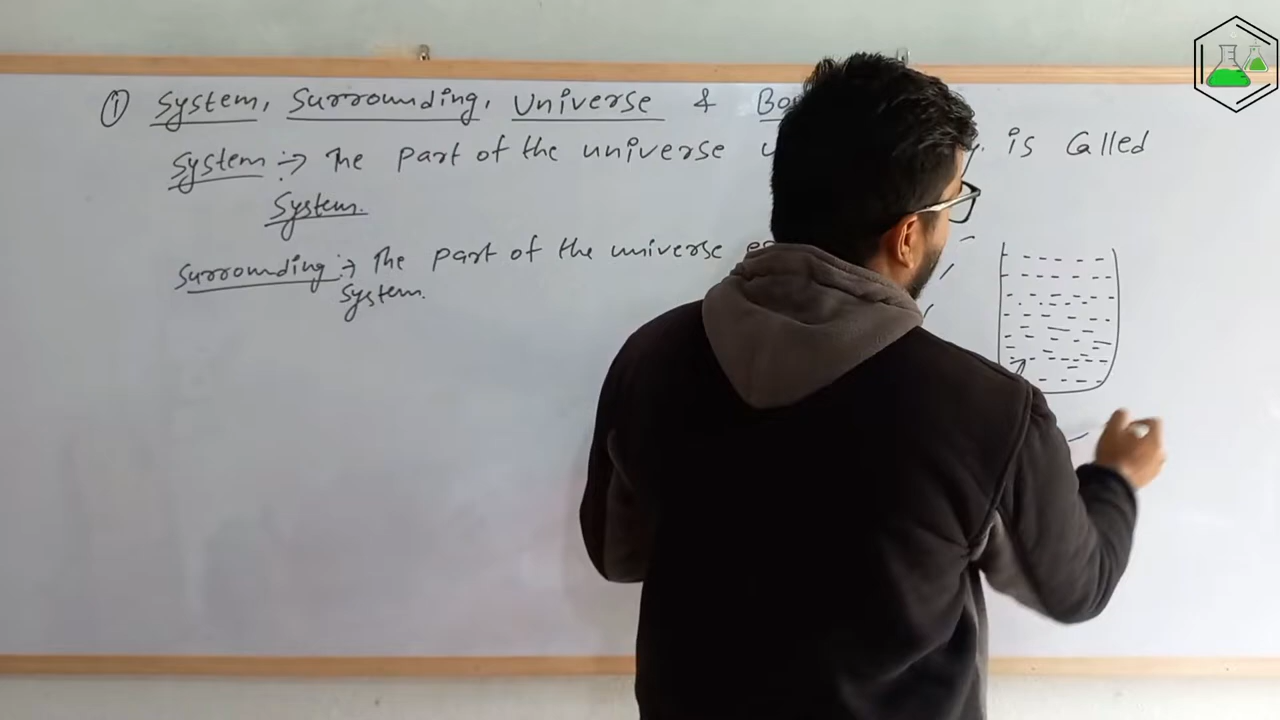 ① System, Surrounding, Universe &
System :→ The part of the universe is Called
System.
Surrounding :→ The part of the universe
System.